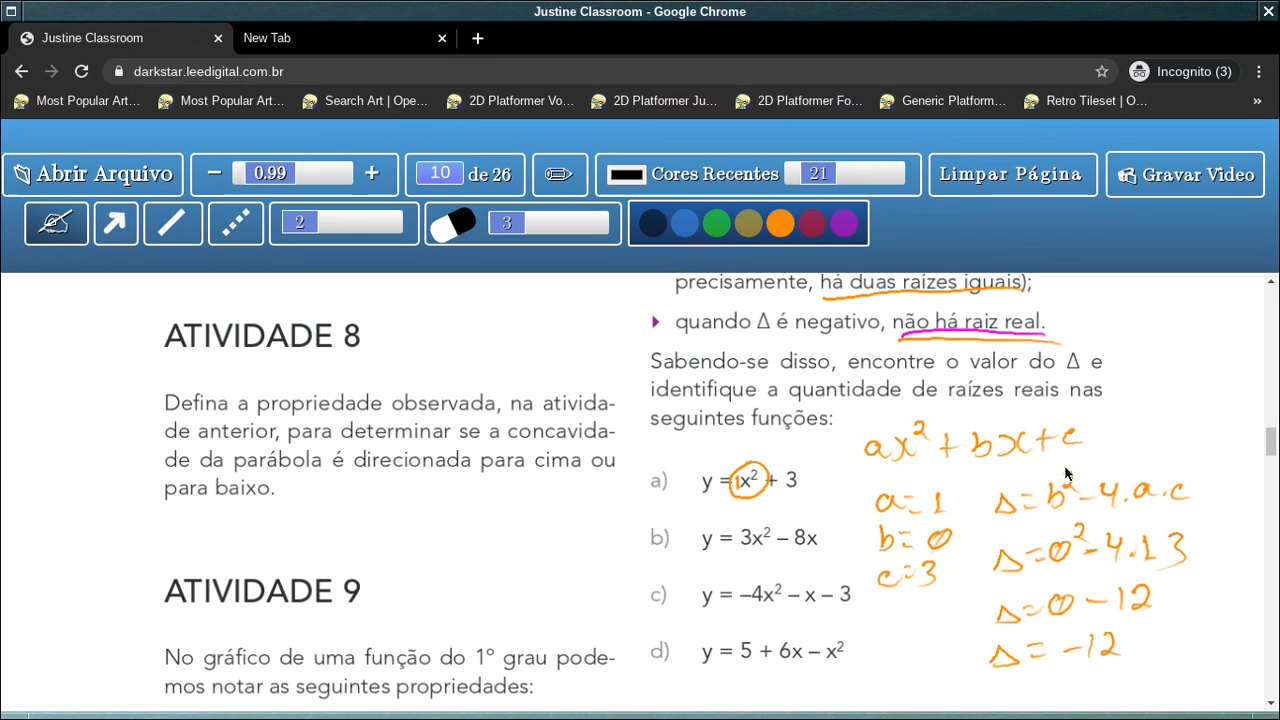 Justine Classroom - Google Chrome
Justine Classroom
New Tab
darkstar.leedigital.com.br
Incognito (3)
Most Popular Art...
Most Popular Art...
Search Art | Ope...
2D Platformer Vo...
2D Platformer Ju...
2D Platformer Fo...
Generic Platform...
Retro Tileset | O...
Abrir Arquivo
− 0.99 +
10 de 26
Cores Recentes
21
Limpar Página
Gravar Video
2
3
ATIVIDADE 8
Defina a propriedade observada, na ativida-
de anterior, para determinar se a concavida-
da da parábola é direcionada para cima ou
para baixo.
ATIVIDADE 9
No gráfico de uma função do 1º grau pode-
mos notar as seguintes propriedades:
precisamente, há duas raízes iguais);
quando Δ é negativo, não há raiz real.
Sabendo-se disso, encontre o valor do Δ e
identifique a quantidade de raízes reais nas
seguintes funções:
a) y = 1x² + 3
b) y = 3x² – 8x
c) y = –4x² – x – 3
d) y = 5 + 6x – x²
ax² + bx + c
a = 1
b = 0
c = 3
Δ = b² - 4.a.c
Δ = 0² - 4.1 3
Δ = 0 - 12
Δ = -12